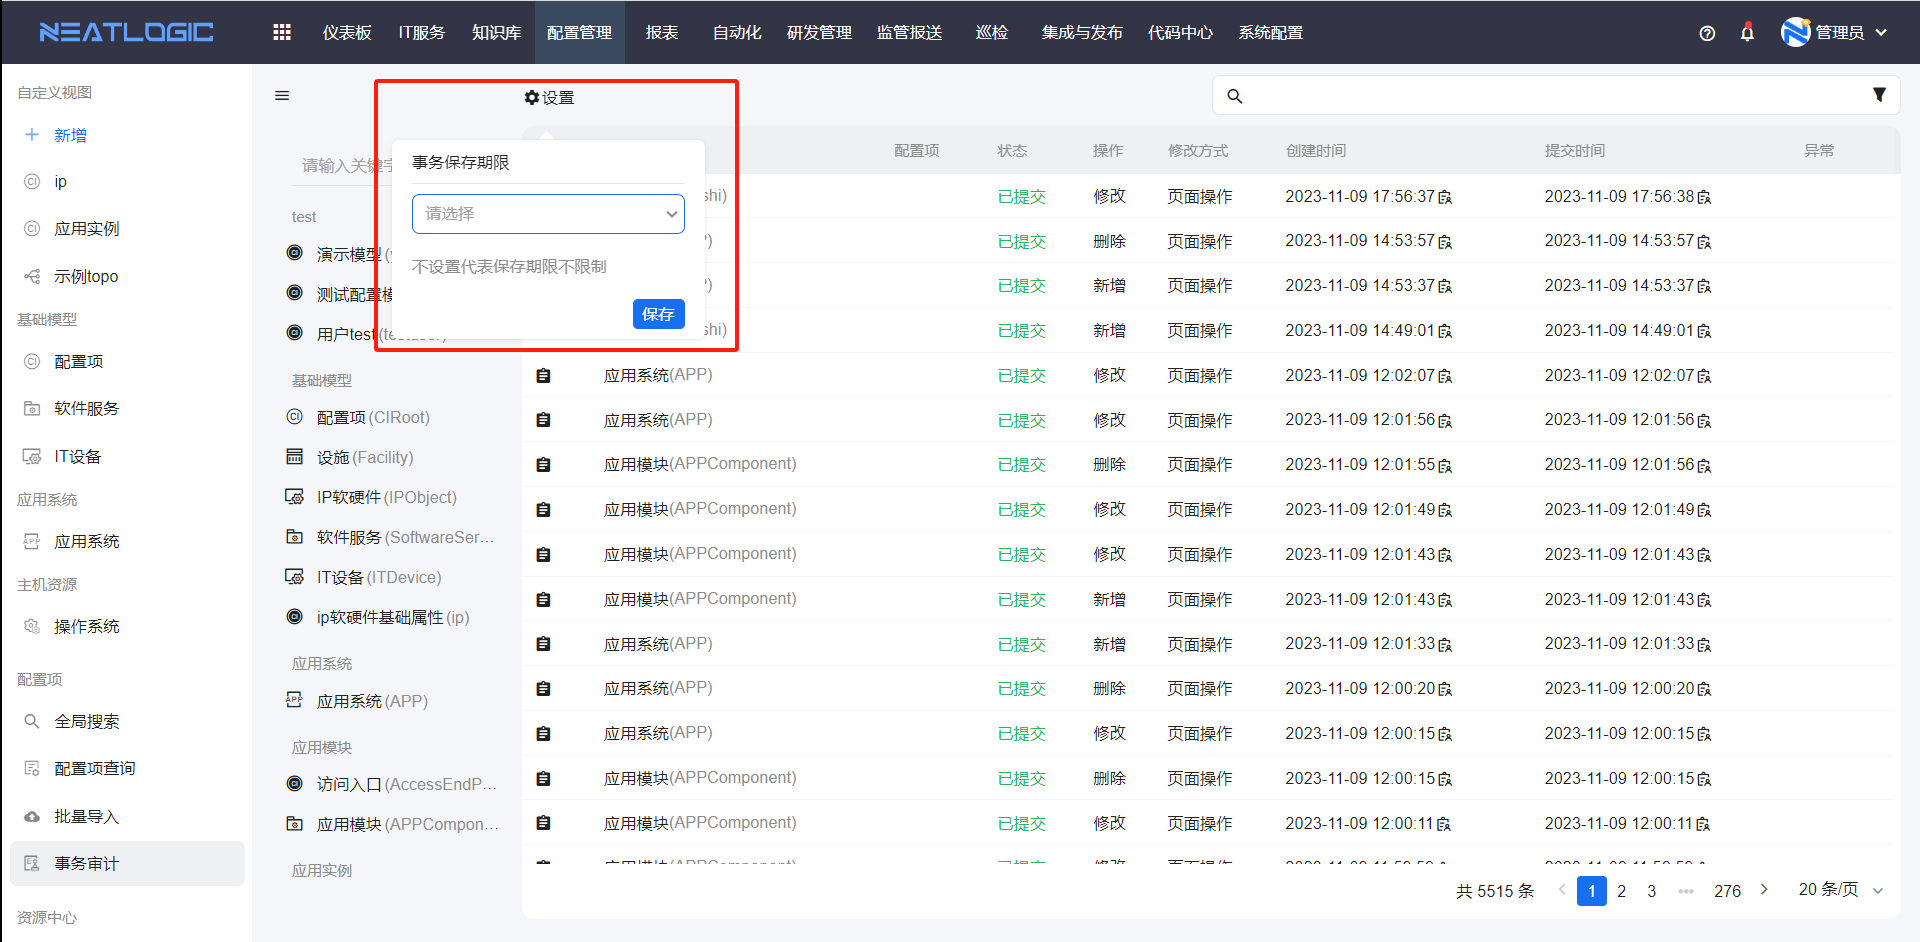 NEATLOGIC
仪表板 IT服务 知识库 配置管理 报表 自动化 研发管理 监管报送 巡检 集成与发布 代码中心 系统配置
管理员
自定义视图
新增
ip
应用实例
示例topo
基础模型
配置项
软件服务
IT设备
应用系统
应用系统
主机资源
操作系统
配置项
全局搜索
配置项查询
批量导入
事务审计
资源中心
请输入关键字
test
演示模型
测试配置模
用户test(testuser)
基础模型
配置项(CIRoot)
设施(Facility)
IP软硬件(IPObject)
软件服务(SoftwareSer...
IT设备(ITDevice)
ip软硬件基础属性(ip)
应用系统
应用系统(APP)
应用模块
访问入口(AccessEndP...
应用模块(APPCompon...
应用实例
设置
事务保存期限
请选择
不设置代表保存期限不限制
保存
配置项 状态 操作 修改方式 创建时间 提交时间 异常
shi) 已提交 修改 页面操作 2023-11-09 17:56:37 2023-11-09 17:56:38
) 已提交 删除 页面操作 2023-11-09 14:53:57 2023-11-09 14:53:57
) 已提交 新增 页面操作 2023-11-09 14:53:37 2023-11-09 14:53:37
shi) 已提交 新增 页面操作 2023-11-09 14:49:01 2023-11-09 14:49:01
应用系统(APP) 已提交 修改 页面操作 2023-11-09 12:02:07 2023-11-09 12:02:07
应用系统(APP) 已提交 修改 页面操作 2023-11-09 12:01:56 2023-11-09 12:01:56
应用模块(APPComponent) 已提交 删除 页面操作 2023-11-09 12:01:55 2023-11-09 12:01:56
应用模块(APPComponent) 已提交 修改 页面操作 2023-11-09 12:01:49 2023-11-09 12:01:49
应用模块(APPComponent) 已提交 修改 页面操作 2023-11-09 12:01:43 2023-11-09 12:01:43
应用模块(APPComponent) 已提交 新增 页面操作 2023-11-09 12:01:43 2023-11-09 12:01:43
应用系统(APP) 已提交 新增 页面操作 2023-11-09 12:01:33 2023-11-09 12:01:33
应用系统(APP) 已提交 删除 页面操作 2023-11-09 12:00:20 2023-11-09 12:00:20
应用系统(APP) 已提交 修改 页面操作 2023-11-09 12:00:15 2023-11-09 12:00:15
应用模块(APPComponent) 已提交 删除 页面操作 2023-11-09 12:00:15 2023-11-09 12:00:15
应用模块(APPComponent) 已提交 修改 页面操作 2023-11-09 12:00:11 2023-11-09 12:00:11
应用模块(APPComponent) 已提交 修改 页面操作
共 5515 条 1 2 3 ••• 276 20 条/页